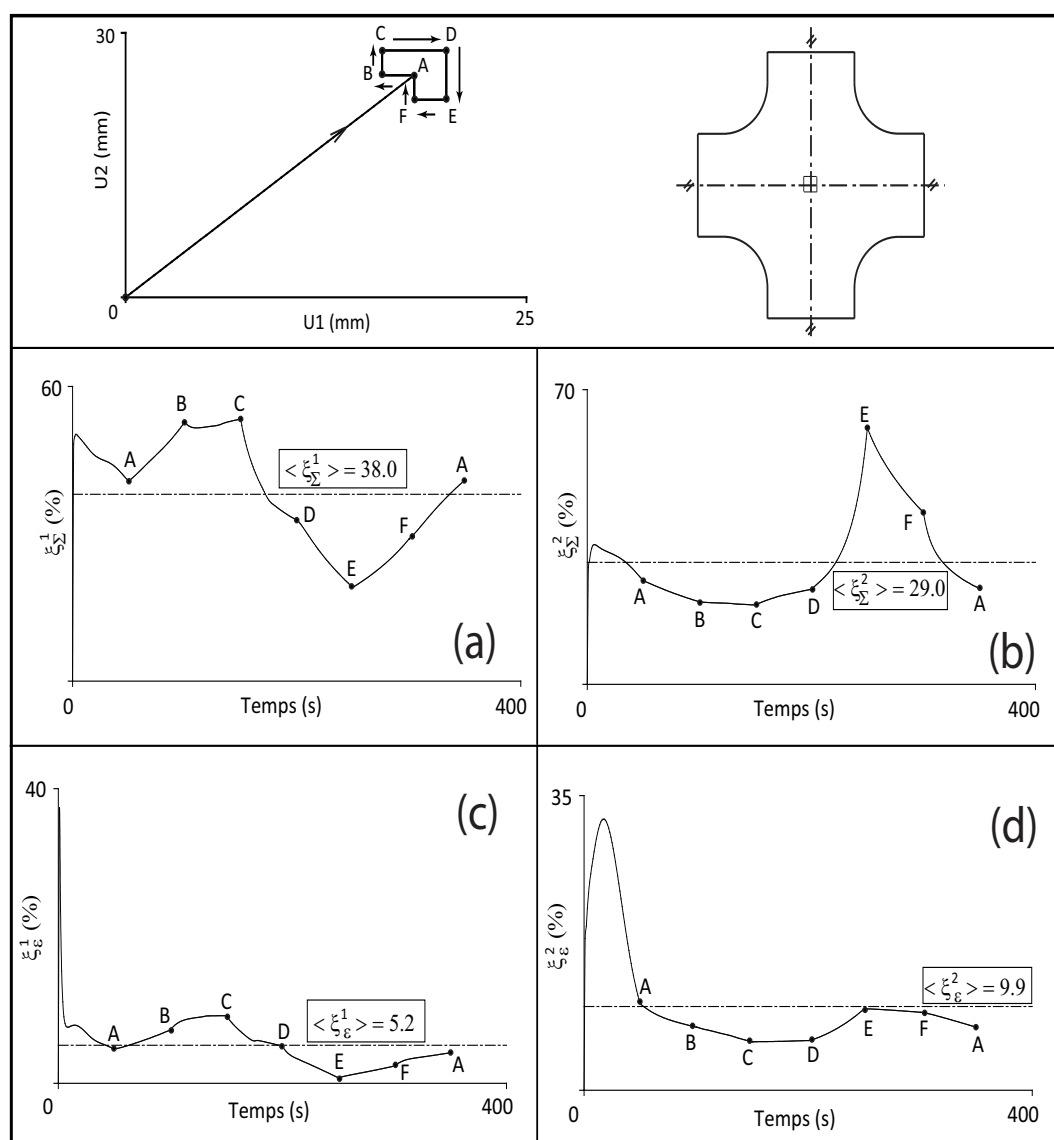 30
C
D
B
A
F
E
U2 (mm)
0
U1 (mm)
25
60
B
C
A
A
< ξ¹_Σ > = 38.0
D
F
E
ξ¹_Σ (%)
(a)
0
Temps (s)
400
70
E
F
ξ²_Σ (%)
A
B
C
D
< ξ²_Σ > = 29.0
A
(b)
0
Temps (s)
400
40
(c)
ξ¹_ε (%)
A
B
C
D
< ξ¹_ε > = 5.2
E
F
A
0
Temps (s)
400
35
(d)
ξ²_ε (%)
A
< ξ²_ε > = 9.9
B
C
D
E
F
A
0
Temps (s)
400